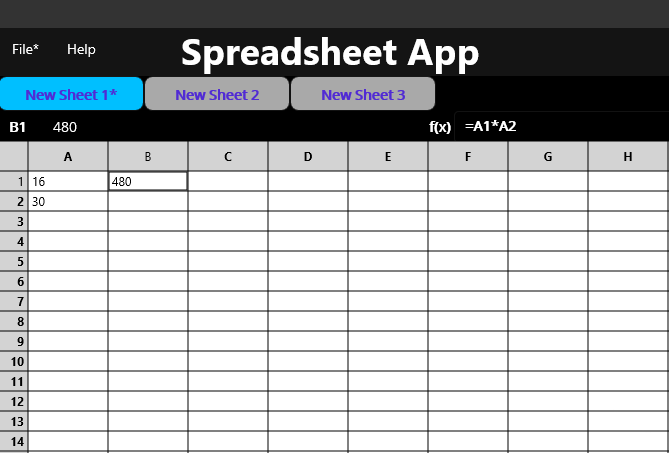 File* Help Spreadsheet App
New Sheet 1* New Sheet 2 New Sheet 3
B1 480 f(x) =A1*A2
A B C D E F G H
1 16 480
2 30
3
4
5
6
7
8
9
10
11
12
13
14